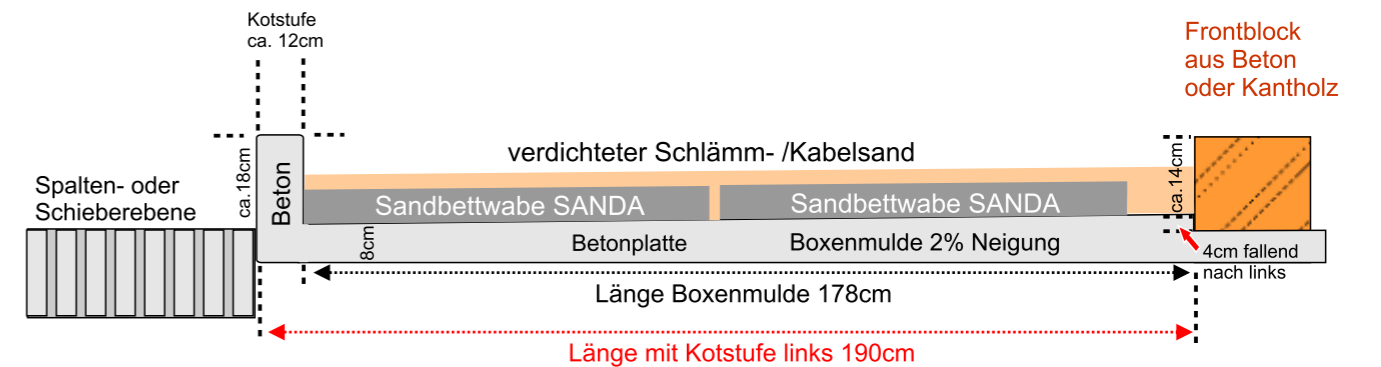 Kotstufe
ca. 12cm
Frontblock
aus Beton
oder Kantholz
verdichteter Schlämm- /Kabelsand
ca.18cm
Beton
ca.14cm
Spalten- oder
Schieberebene
Sandbettwabe SANDA
Sandbettwabe SANDA
8cm
Betonplatte
Boxenmulde 2% Neigung
4cm fallend
nach links
Länge Boxenmulde 178cm
Länge mit Kotstufe links 190cm